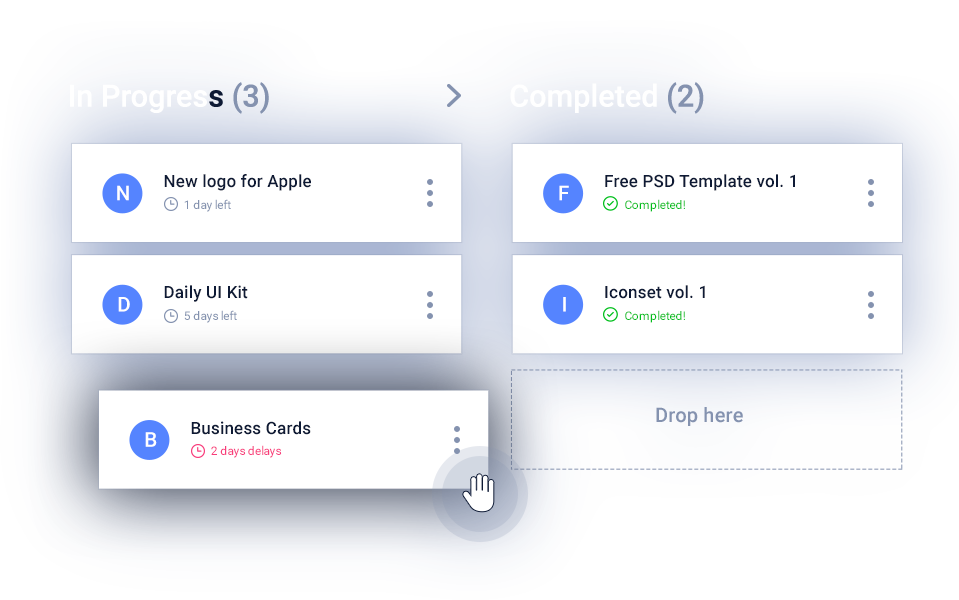 In Progress (3)
N
New logo for Apple
1 day left
D
Daily UI Kit
5 days left
B
Business Cards
2 days delays
Completed (2)
F
Free PSD Template vol. 1
Completed!
I
Iconset vol. 1
Completed!
Drop here